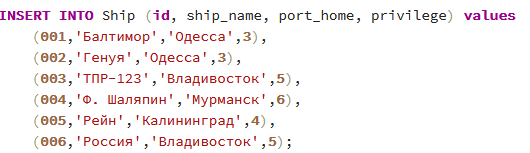 INSERT INTO Ship (id, ship_name, port_home, privilege) values
(001,'Балтимор','Одесса',3),
(002,'Генуя','Одесса',3),
(003,'ТПР-123','Владивосток',5),
(004,'Ф. Шаляпин','Мурманск',6),
(005,'Рейн','Калининград',4),
(006,'Россия','Владивосток',5);